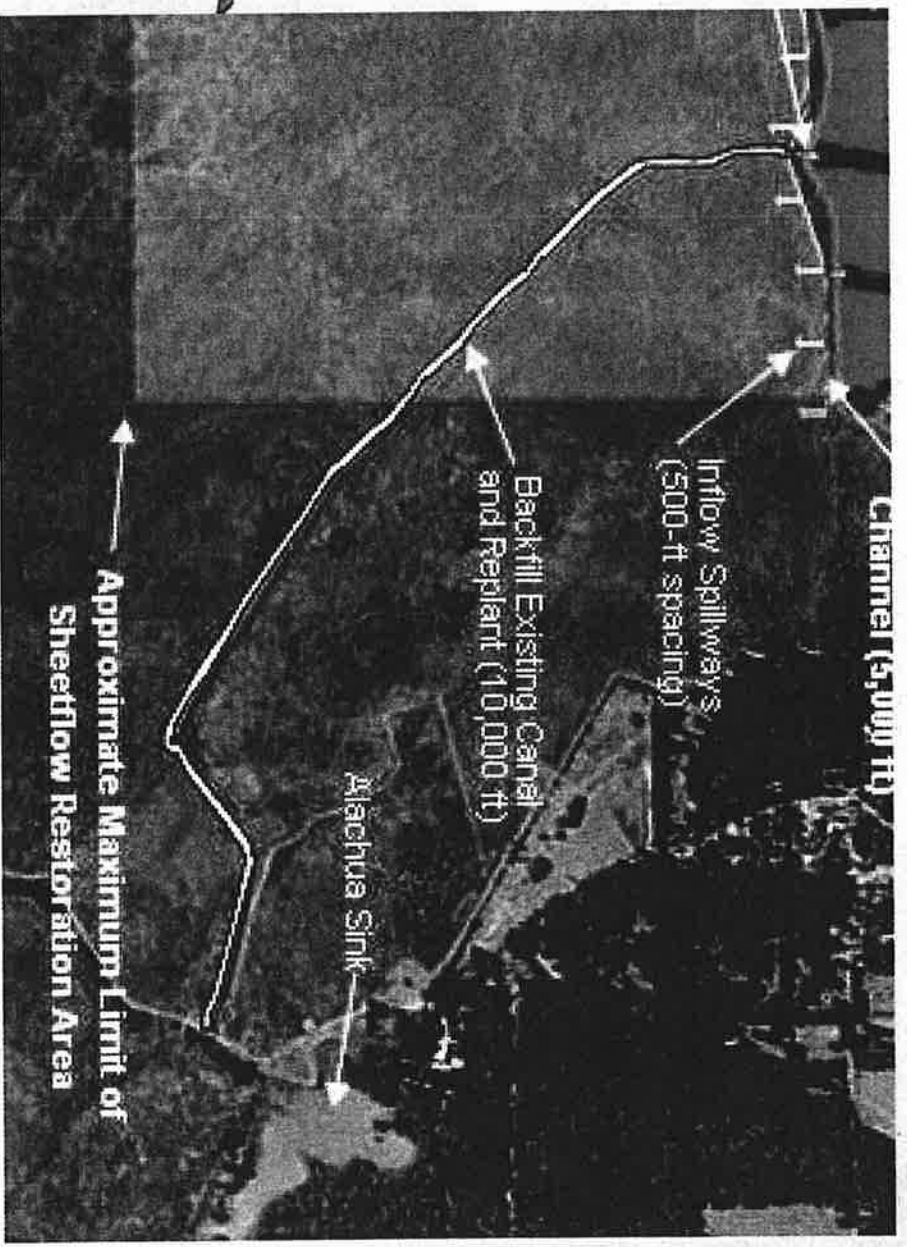 Channel (5,000 ft)
Inflow Spillways
(500-ft spacing)
Backfill Existing Canal
and Replant (10,000 ft)
Alachua Sink
Approximate Maximum Limit of
Sheetflow Restoration Area